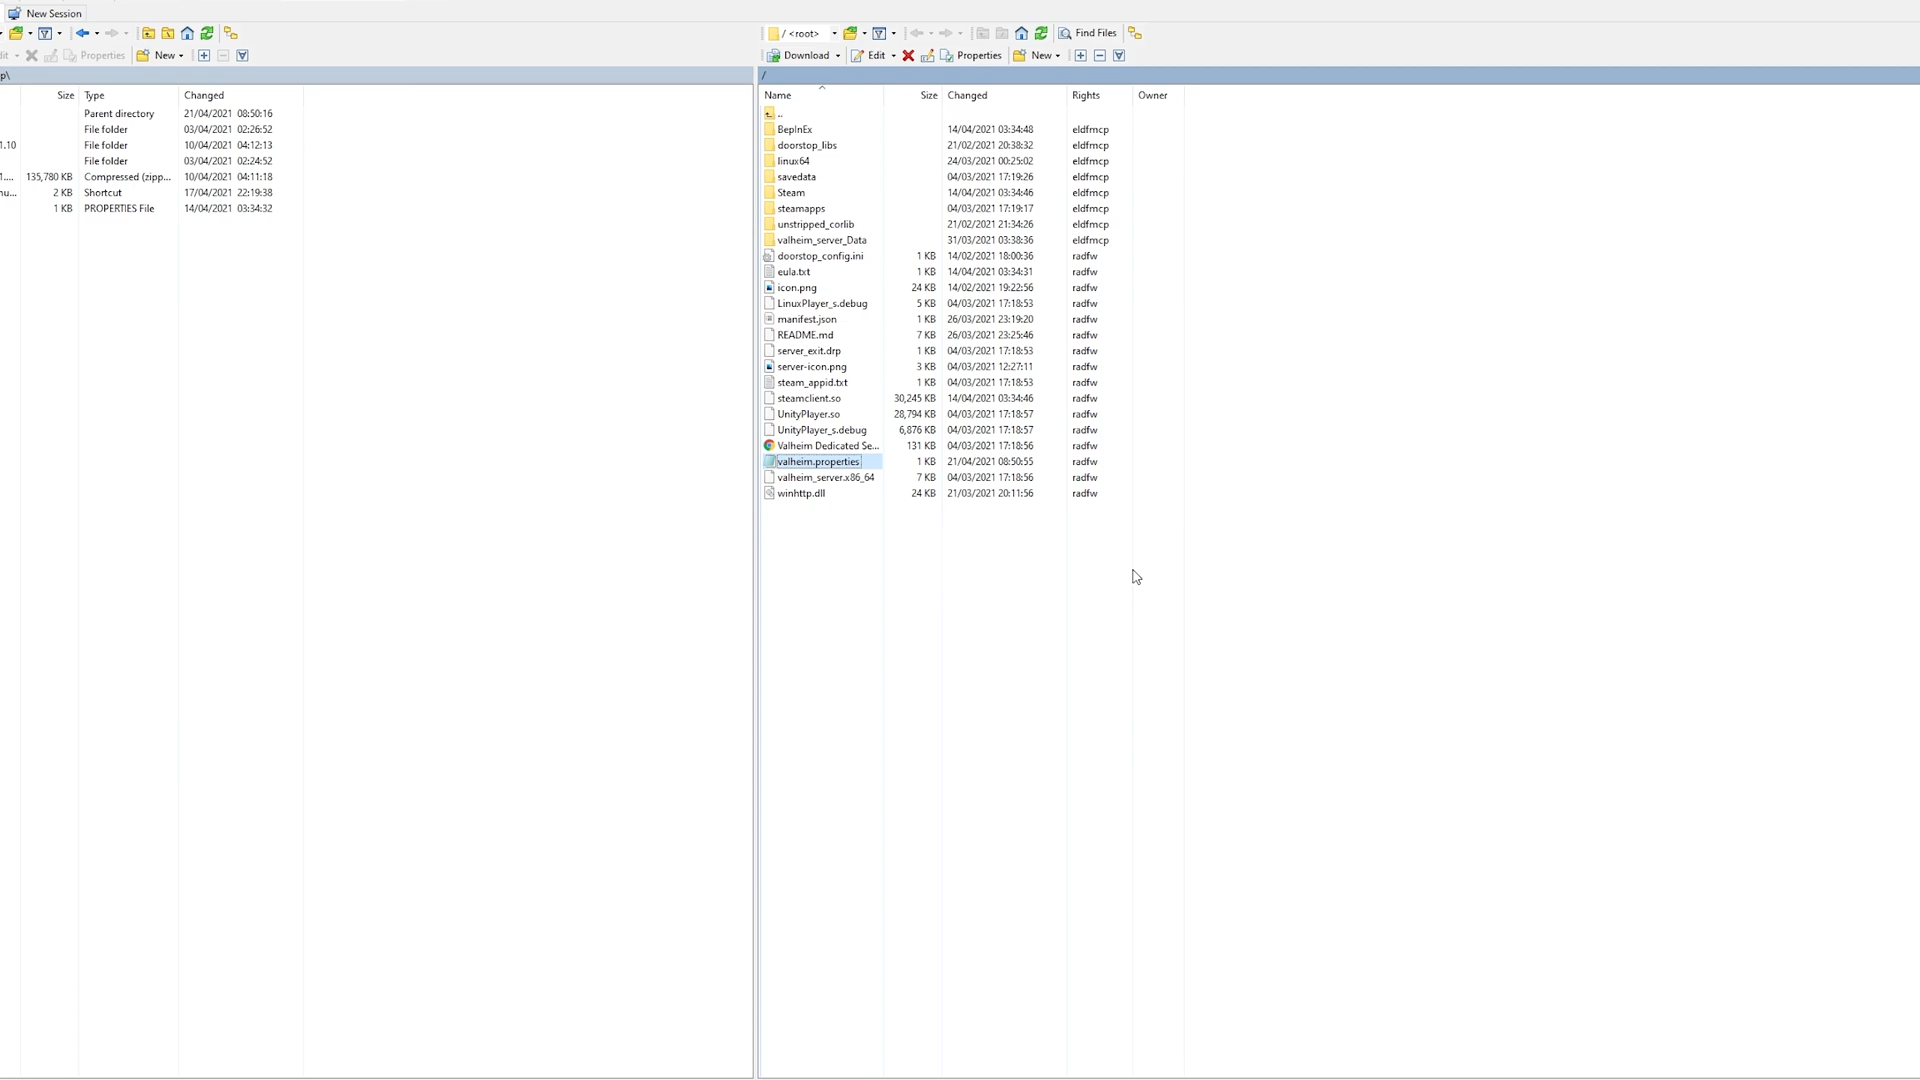 New Session
/ <root> Find Files
Properties New
Download Edit Properties New
p\
/
Size Type Changed
Parent directory 21/04/2021 08:50:16
File folder 03/04/2021 02:26:52
1.10 File folder 10/04/2021 04:12:13
File folder 03/04/2021 02:24:52
1.... 135,780 KB Compressed (zipp... 10/04/2021 04:11:18
nu... 2 KB Shortcut 17/04/2021 22:19:38
1 KB PROPERTIES File 14/04/2021 03:34:32
Name Size Changed Rights Owner
..
BepInEx 14/04/2021 03:34:48 eldfmcp
doorstop_libs 21/02/2021 20:38:32 eldfmcp
linux64 24/03/2021 00:25:02 eldfmcp
savedata 04/03/2021 17:19:26 eldfmcp
Steam 14/04/2021 03:34:46 eldfmcp
steamapps 04/03/2021 17:19:17 eldfmcp
unstripped_corlib 21/02/2021 21:34:26 eldfmcp
valheim_server_Data 31/03/2021 03:38:36 eldfmcp
doorstop_config.ini 1 KB 14/02/2021 18:00:36 radfw
eula.txt 1 KB 14/04/2021 03:34:31 radfw
icon.png 24 KB 14/02/2021 19:22:56 radfw
LinuxPlayer_s.debug 5 KB 04/03/2021 17:18:53 radfw
manifest.json 1 KB 26/03/2021 23:19:20 radfw
README.md 7 KB 26/03/2021 23:25:46 radfw
server_exit.drp 1 KB 04/03/2021 17:18:53 radfw
server-icon.png 3 KB 04/03/2021 12:27:11 radfw
steam_appid.txt 1 KB 04/03/2021 17:18:53 radfw
steamclient.so 30,245 KB 14/04/2021 03:34:46 radfw
UnityPlayer.so 28,794 KB 04/03/2021 17:18:57 radfw
UnityPlayer_s.debug 6,876 KB 04/03/2021 17:18:57 radfw
Valheim Dedicated Se... 131 KB 04/03/2021 17:18:56 radfw
valheim.properties 1 KB 21/04/2021 08:50:55 radfw
valheim_server.x86_64 7 KB 04/03/2021 17:18:56 radfw
winhttp.dll 24 KB 21/03/2021 20:11:56 radfw